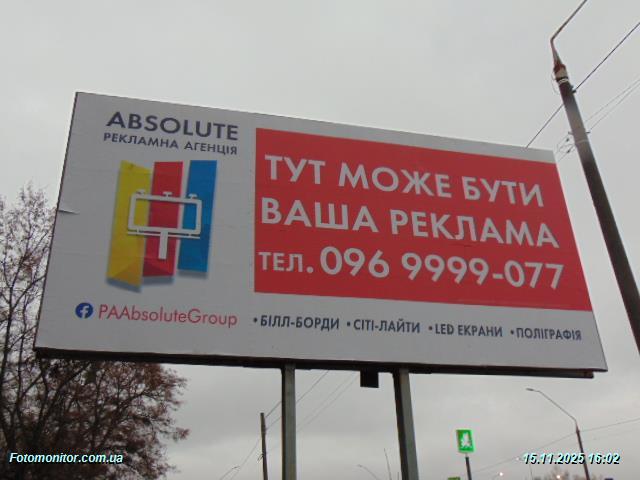 ABSOLUTE
РЕКЛАМНА АГЕНЦІЯ
ТУТ МОЖЕ БУТИ
ВАША РЕКЛАМА
ТЕЛ. 096 9999-077
PAAbsoluteGroup
•БІЛЛ-БОРДИ •СІТІ-ЛАЙТИ •LED ЕКРАНИ •ПОЛІГРАФІЯ
Fotomonitor.com.ua
15.11.2025 16:02